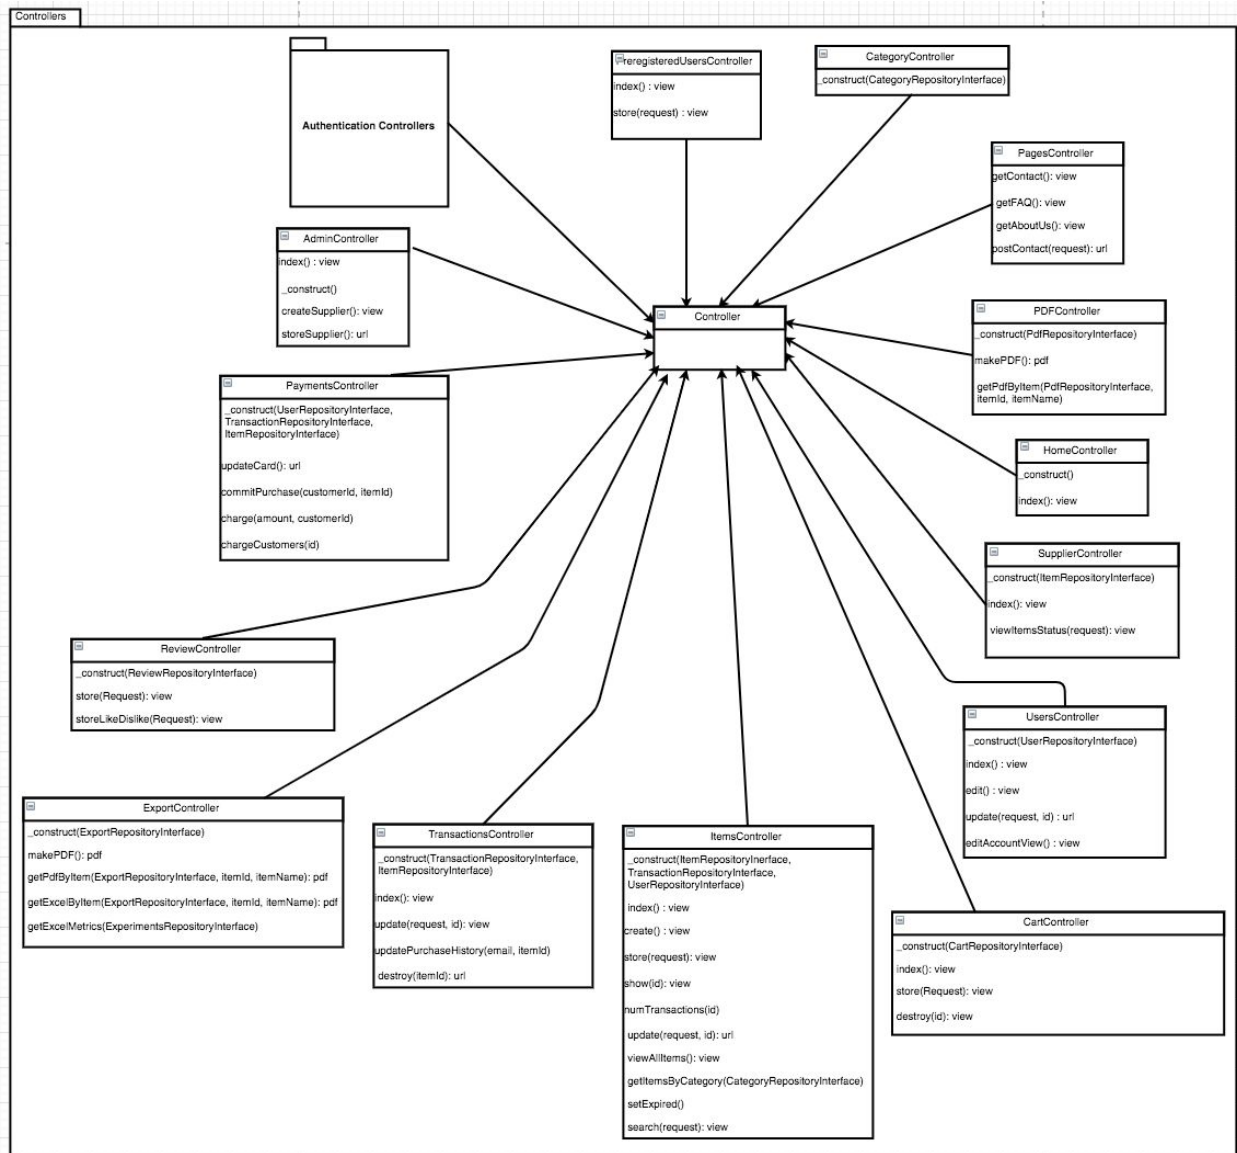 Controllers
Authentication Controllers
PreregisteredUsersController
index() : view
store(request) : view
CategoryController
_construct(CategoryRepositoryInterface)
PagesController
getContact(): view
getFAQ(): view
getAboutUs(): view
postContact(request): url
AdminController
index() : view
_construct()
createSupplier(): view
storeSupplier(): url
Controller
PDFController
_construct(PdfRepositoryInterface)
makePDF(): pdf
getPdfByItem(PdfRepositoryInterface,
itemId, itemName)
PaymentsController
_construct(UserRepositoryInterface,
TransactionRepositoryInterface,
ItemRepositoryInterface)
updateCard(): url
commitPurchase(customerId, itemId)
charge(amount, customerId)
chargeCustomers(id)
HomeController
_construct()
index(): view
SupplierController
_construct(ItemRepositoryInterface)
index(): view
viewItemsStatus(request): view
ReviewController
_construct(ReviewRepositoryInterface)
store(Request): view
storeLikeDislike(Request): view
UsersController
_construct(UserRepositoryInterface)
index() : view
edit() : view
update(request, id) : url
editAccountView() : view
ExportController
_construct(ExportRepositoryInterface)
makePDF(): pdf
getPdfByItem(ExportRepositoryInterface, itemId, itemName): pdf
getExcelByItem(ExportRepositoryInterface, itemId, itemName): pdf
getExcelMetrics(ExperimentsRepositoryInterface)
TransactionsController
_construct(TransactionRepositoryInterface,
ItemRepositoryInterface)
index(): view
update(request, id): view
updatePurchaseHistory(email, itemId)
destroy(itemId): url
ItemsController
_construct(ItemRepositoryInerface,
TransactionRepositoryInterface,
UserRepositoryInterface)
index() : view
create() : view
store(request): view
show(id): view
numTransactions(id)
update(request, id): url
viewAllItems(): view
getItemsByCategory(CategoryRepositoryInterface)
setExpired()
search(request): view
CartController
_construct(CartRepositoryInterface)
index(): view
store(Request): view
destroy(id): view